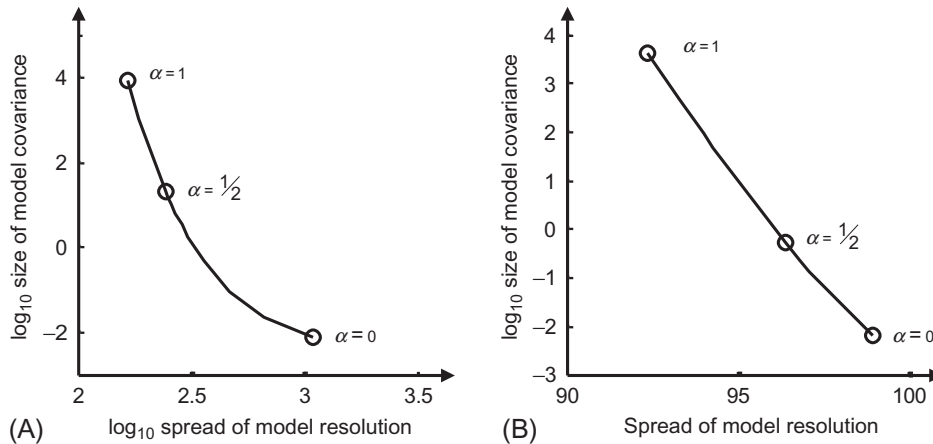 log₁₀ size of model covariance
4
2
0
−2
α = 1
α = 1/2
α = 0
2
2.5
3
3.5
(A)
log₁₀ spread of model resolution
log₁₀ size of model covariance
4
3
2
1
0
−1
−2
−3
α = 1
α = 1/2
α = 0
90
95
100
(B)
Spread of model resolution